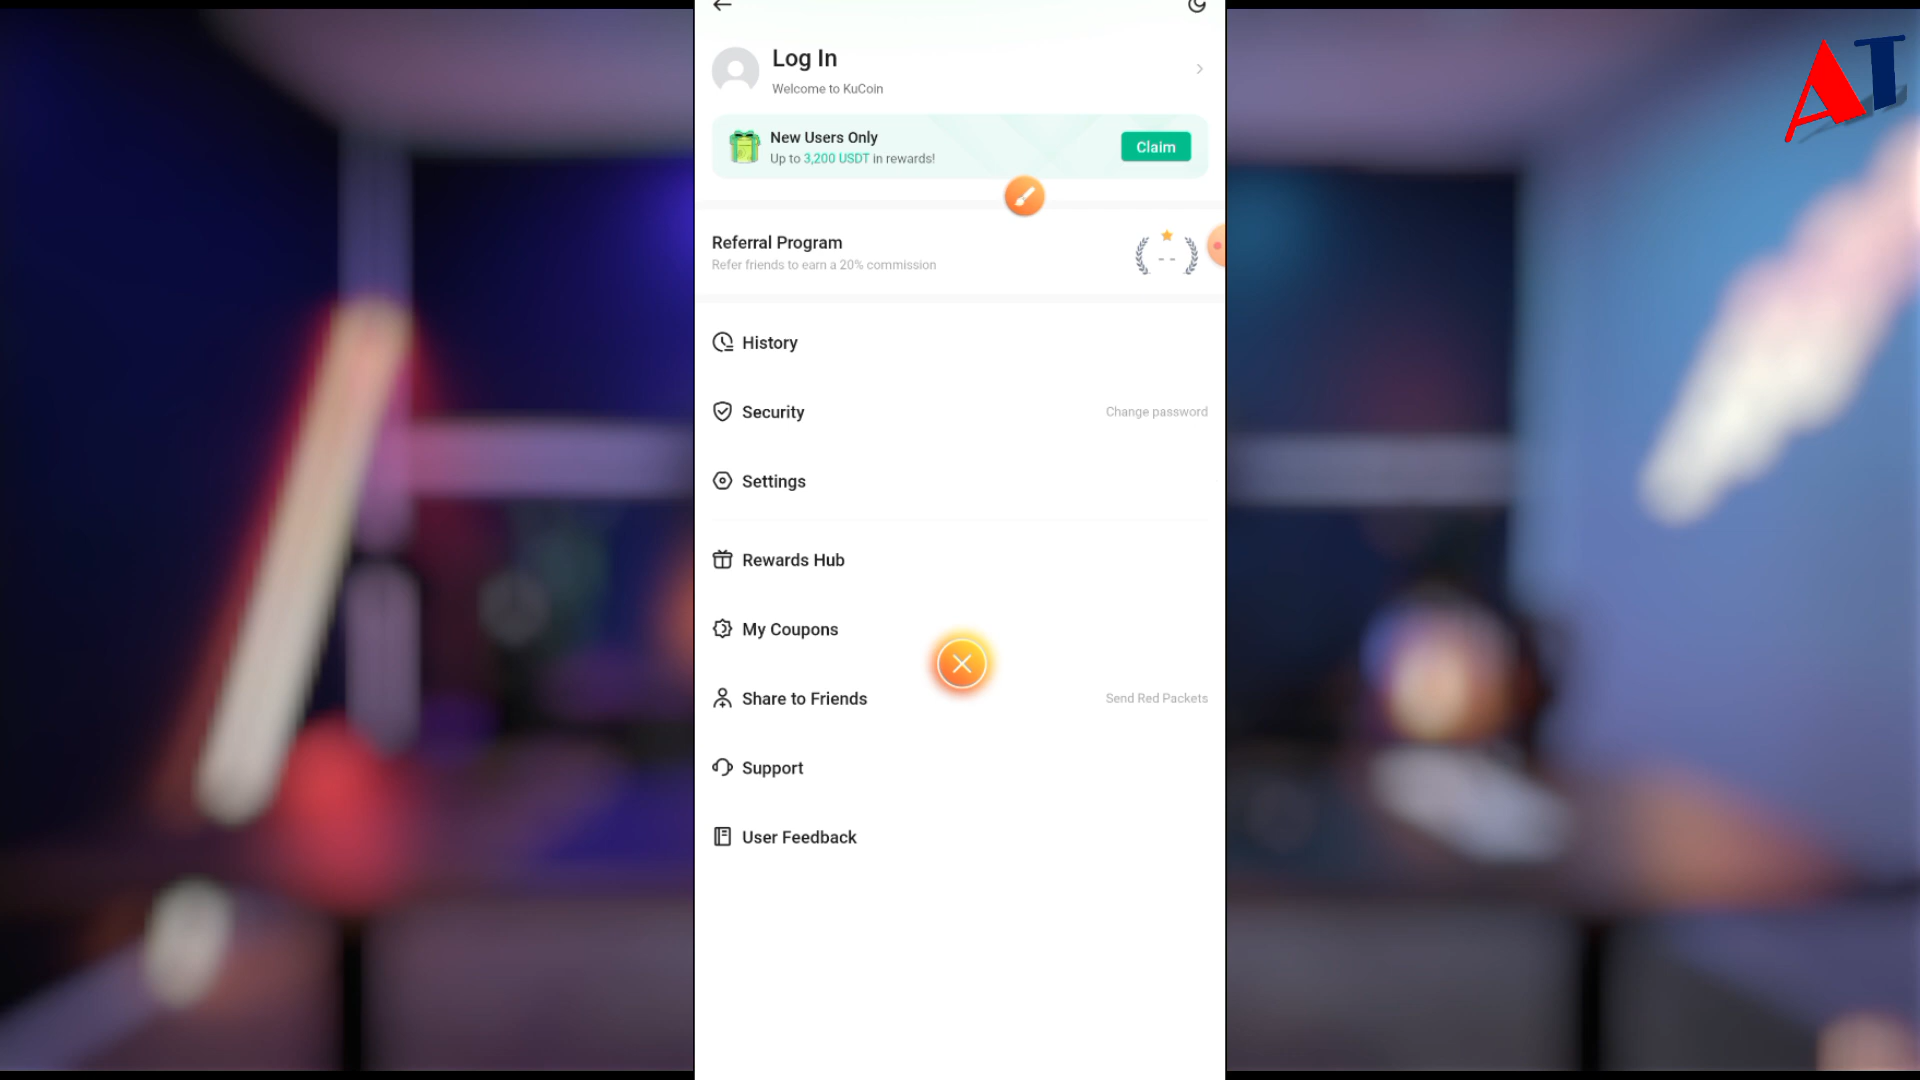 AT
Log In
Welcome to KuCoin
New Users Only
Up to 3,200 USDT in rewards!
Claim
Referral Program
Refer friends to earn a 20% commission
- -
History
Security
Change password
Settings
Rewards Hub
My Coupons
Share to Friends
Send Red Packets
Support
User Feedback